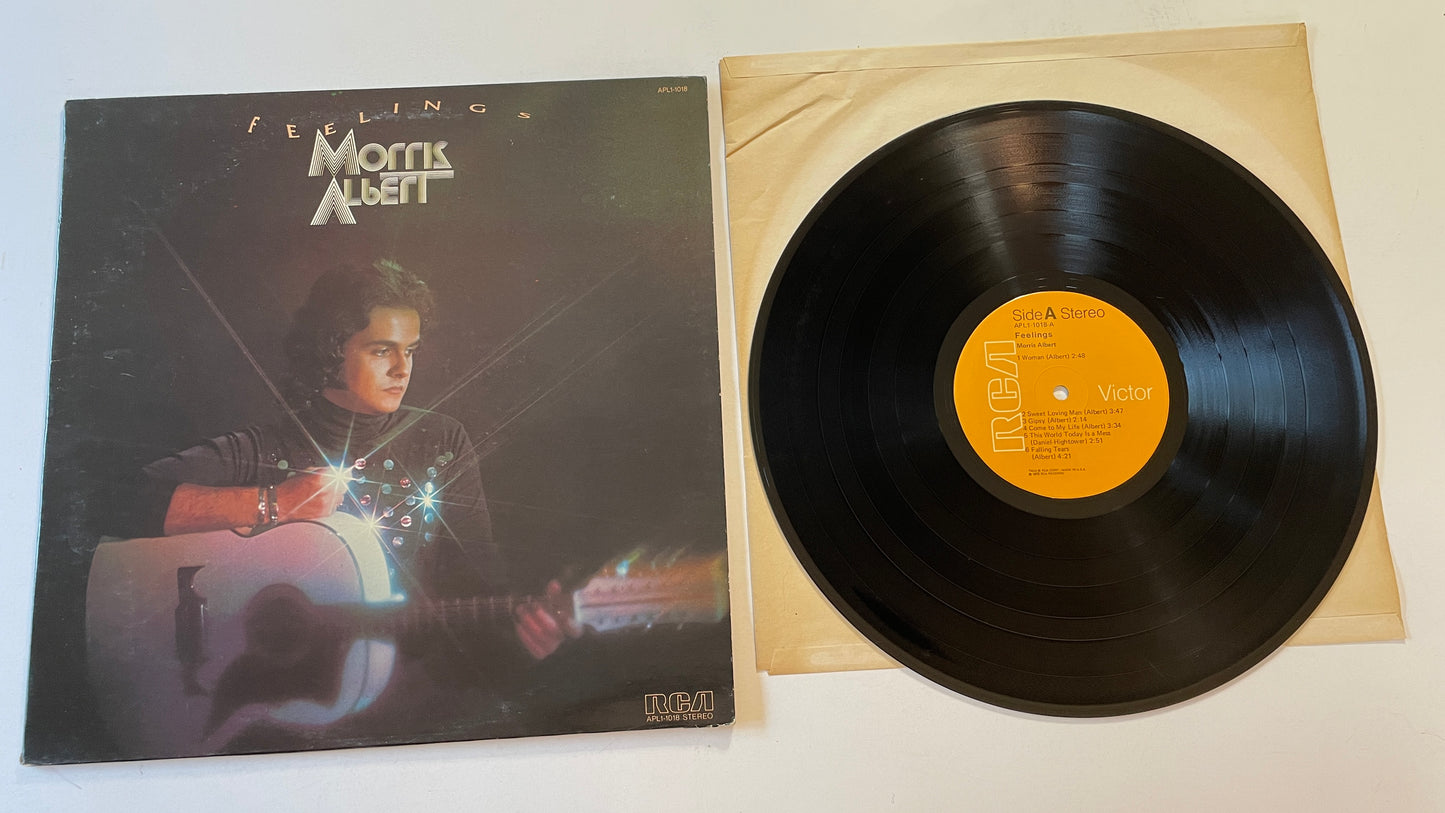 APL1-1018
FEELINGS
Morris
Albert
RCA
APL1-1018 STEREO
Side A Stereo
APL1-1018-A
Feelings
Morris Albert
1 Woman (Albert) 2:48
RCA Victor
2 Sweet Loving Man (Albert) 3:47
3 Gipsy (Albert) 2:14
4 Come to My Life (Albert) 3:34
5 This World Today Is a Mess
(Daniel-Hightower) 2:51
6 Falling Tears
(Albert) 4:21